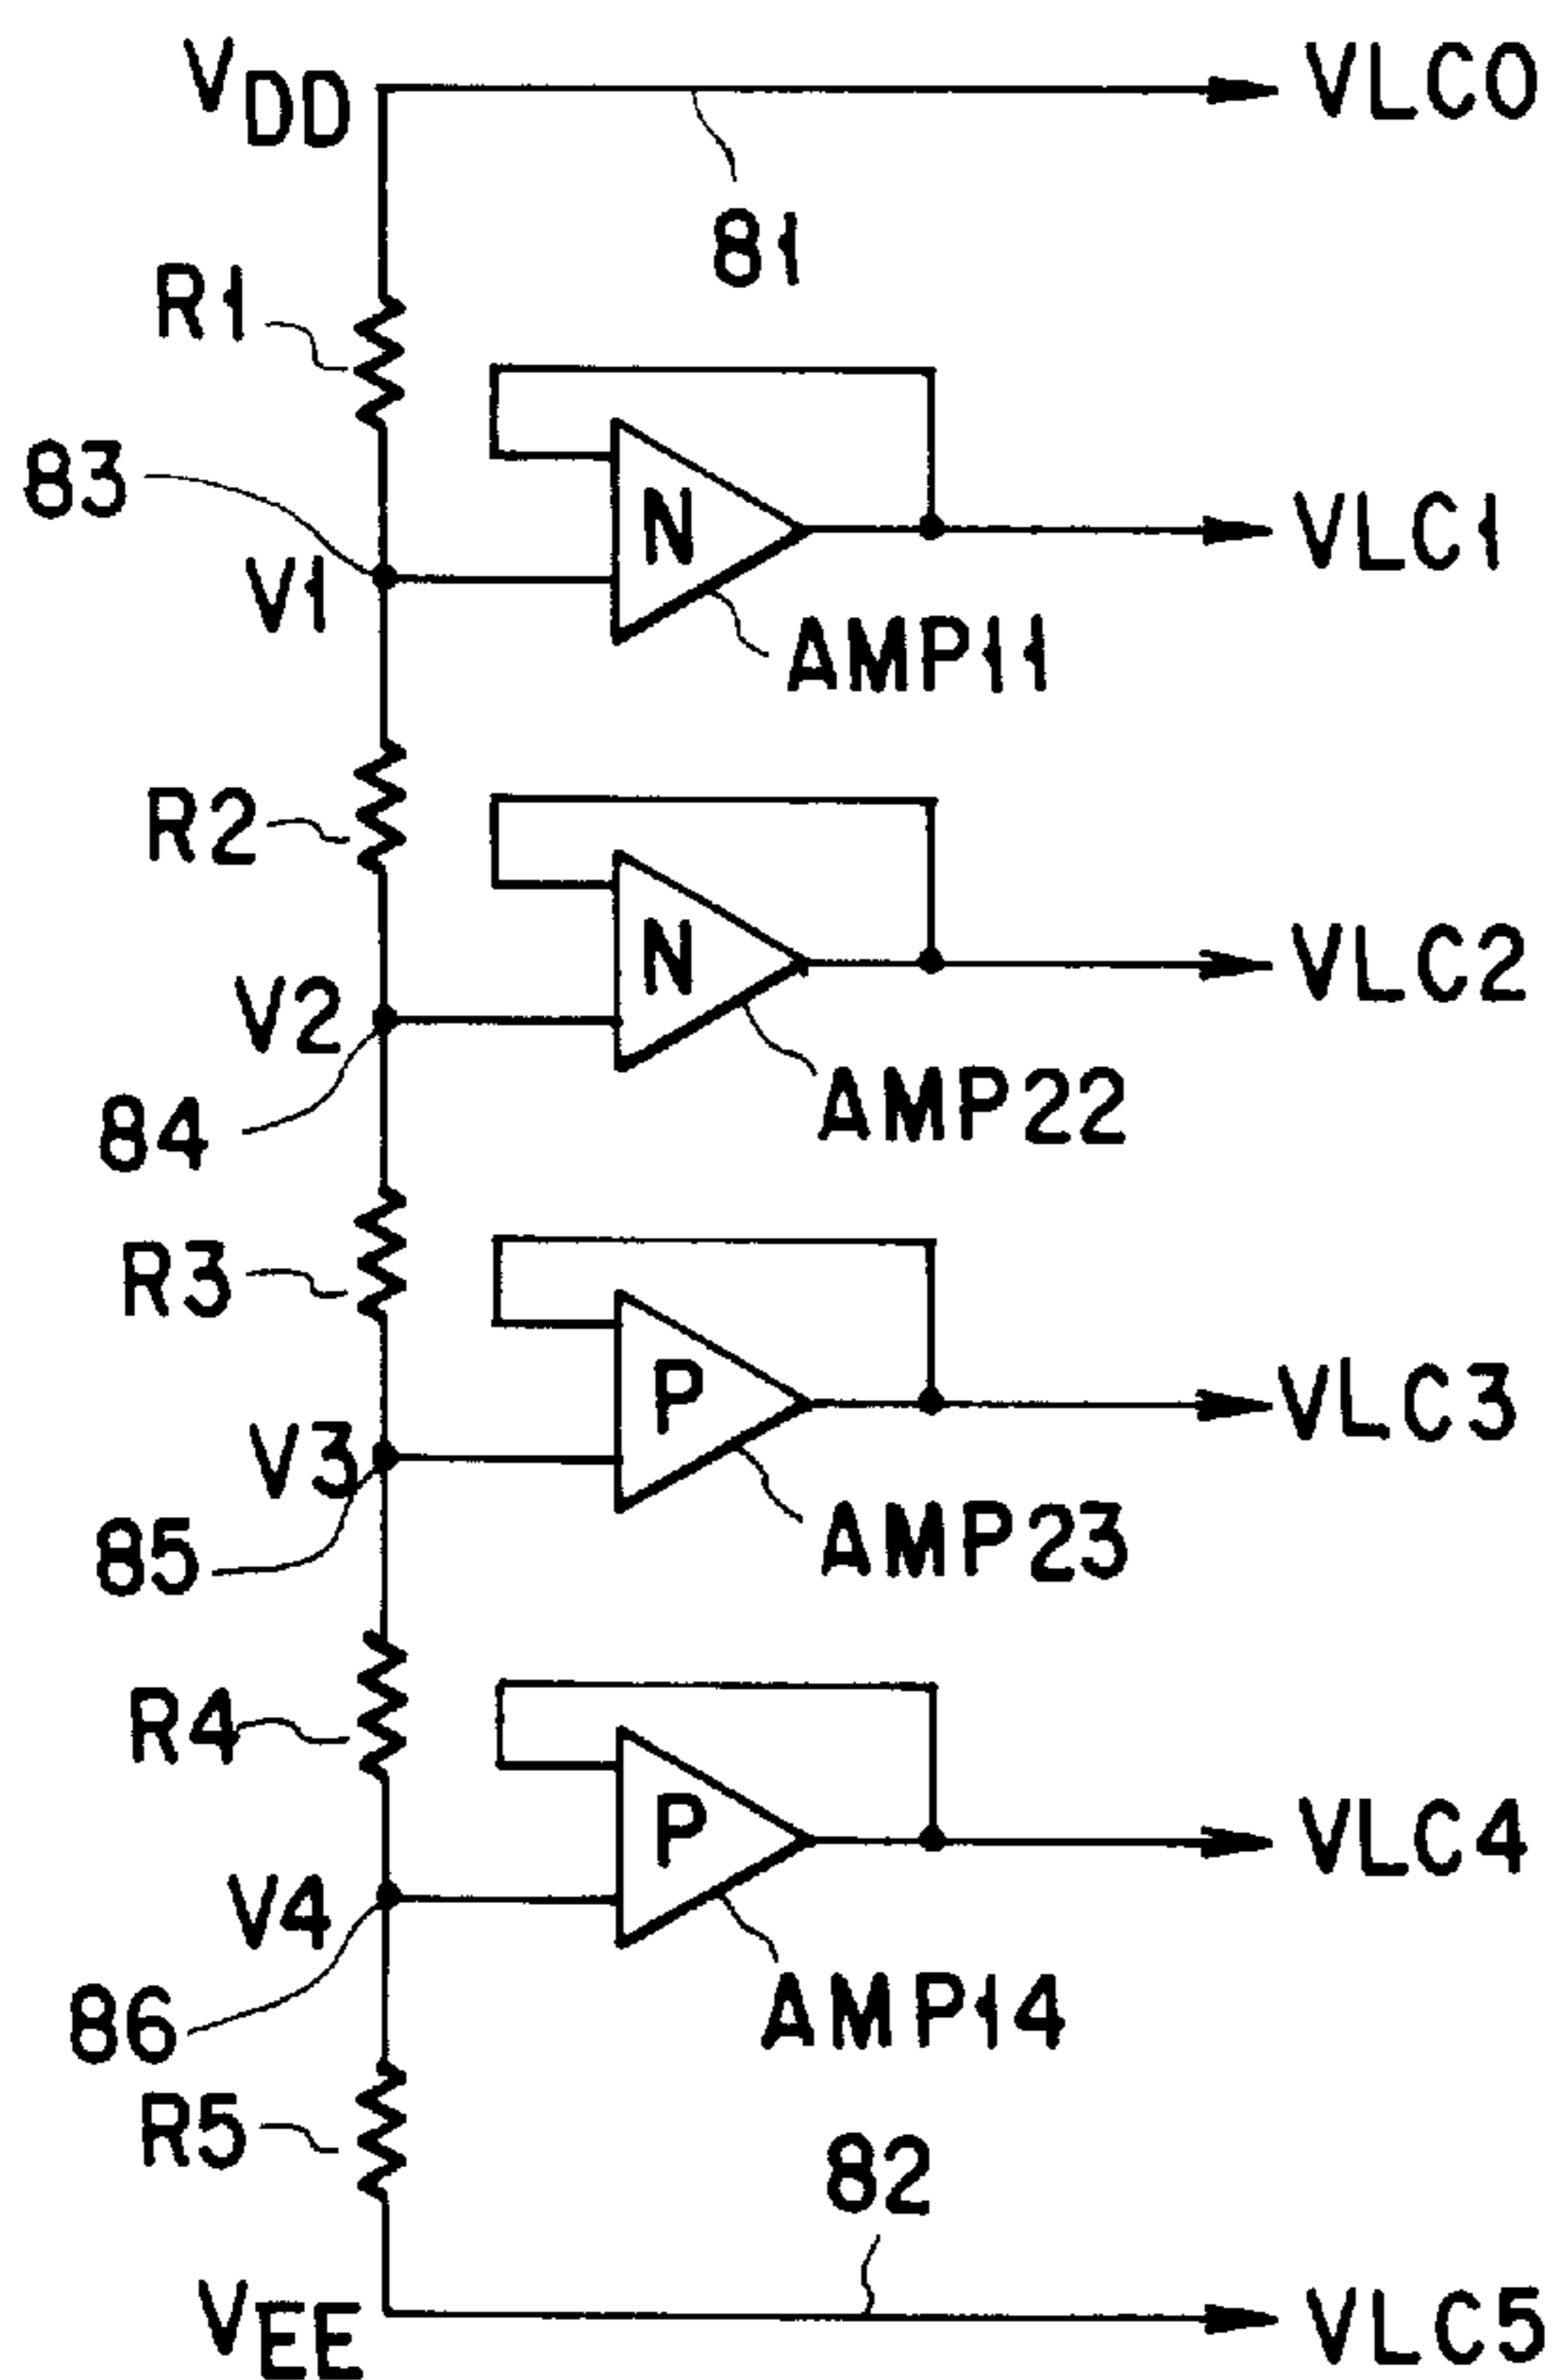 VDD
VLC0
81
R1
83
N
VLC1
V1
AMP11
R2
N
VLC2
V2
AMP22
84
R3
P
VLC3
V3
AMP23
85
R4
P
VLC4
V4
AMP14
86
R5
82
VEE
VLC5